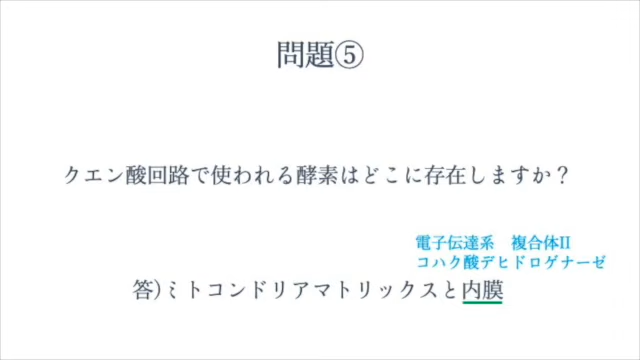 問題⑤
クエン酸回路で使われる酵素はどこに存在しますか？
電子伝達系　複合体II
コハク酸デヒドロゲナーゼ
答)ミトコンドリアマトリックスと内膜